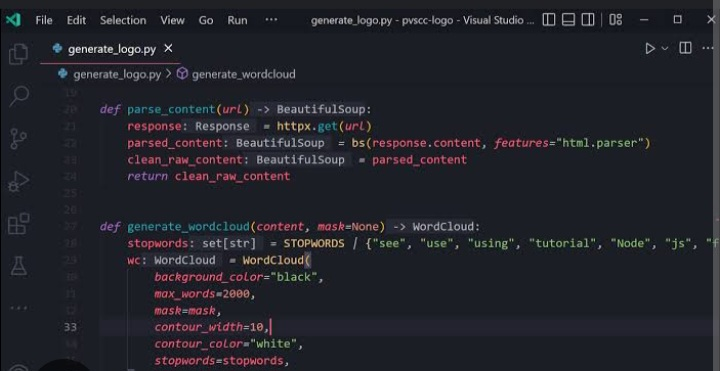 File Edit Selection View Go Run ··· generate_logo.py - pvscc-logo - Visual Studio ...
generate_logo.py ×
generate_logo.py > generate_wordcloud
19
20 def parse_content(url) -> BeautifulSoup:
21 response: Response = httpx.get(url)
22 parsed_content: BeautifulSoup = bs(response.content, features="html.parser")
23 clean_raw_content: BeautifulSoup = parsed_content
24 return clean_raw_content
25
26
27 def generate_wordcloud(content, mask=None) -> WordCloud:
28 stopwords: set[str] = STOPWORDS | {"see", "use", "using", "tutorial", "Node", "js", "f
29 wc: WordCloud = WordCloud(
30 background_color="black",
31 max_words=2000,
32 mask=mask,
33 contour_width=10,
34 contour_color="white",
stopwords=stopwords,